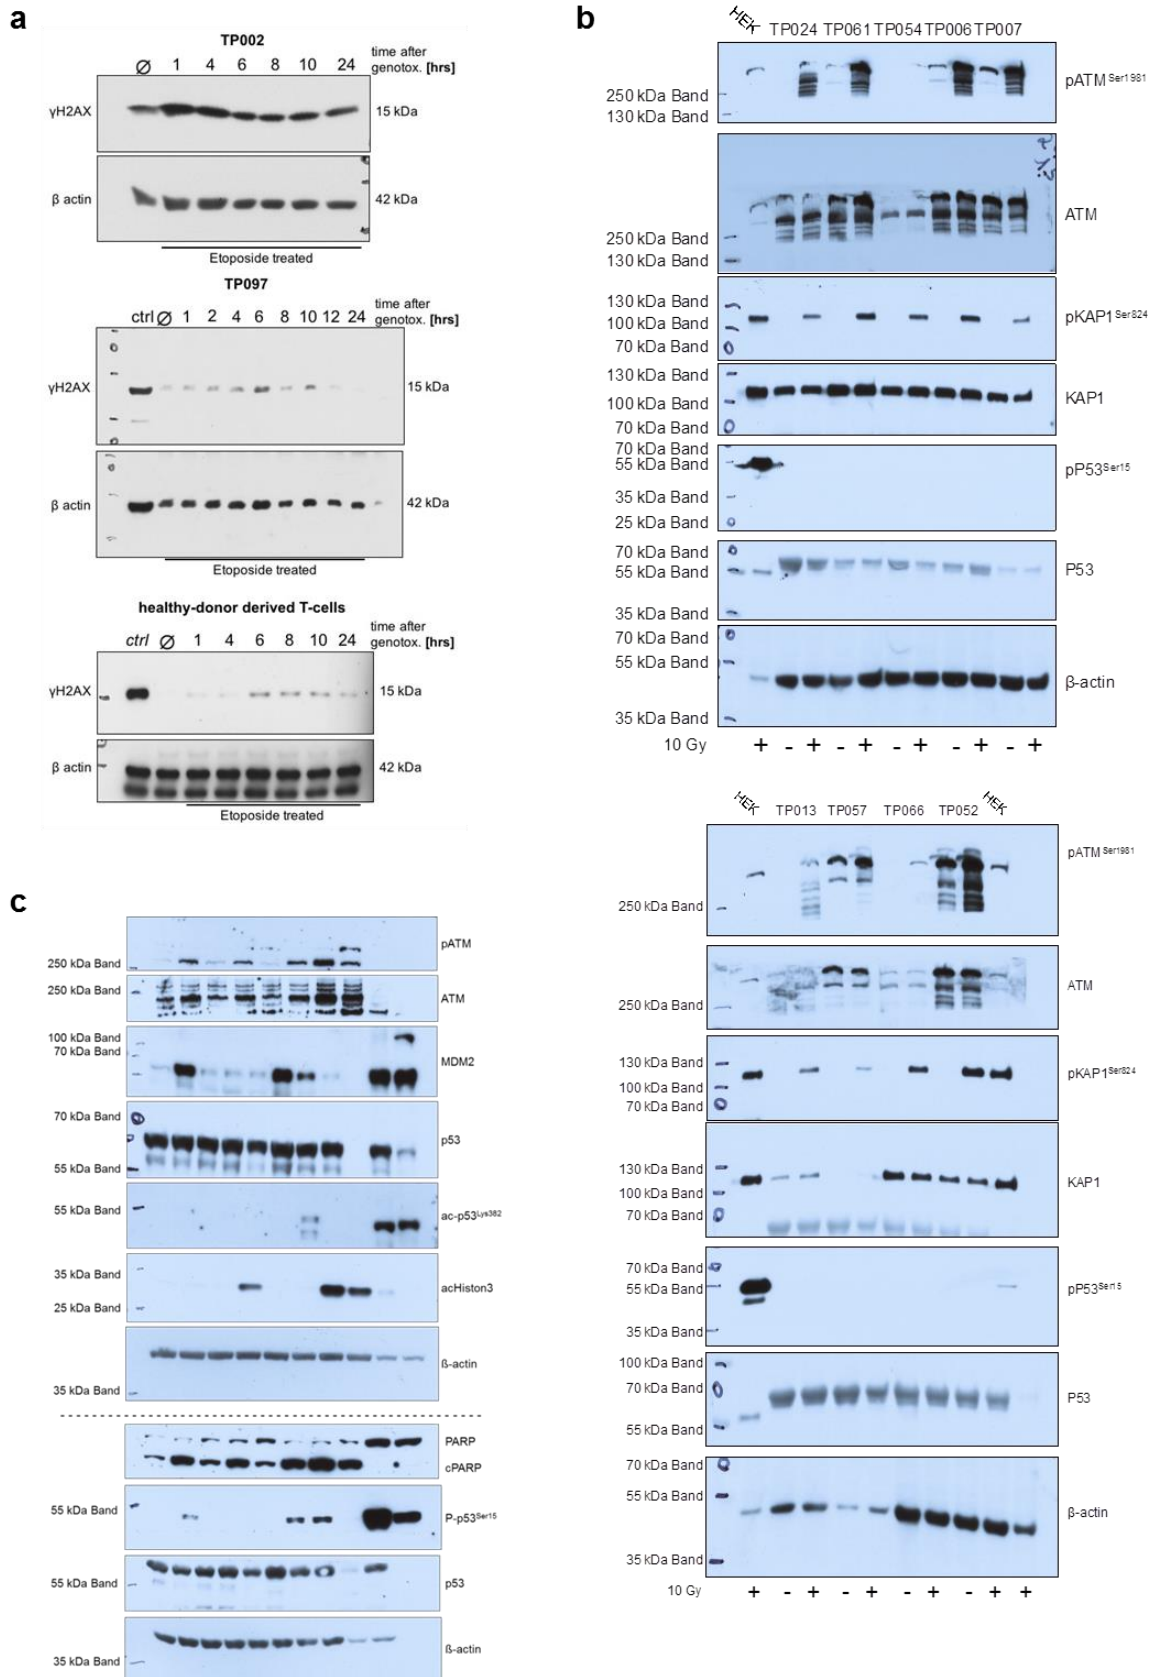 a
TP002
Ø 1 4 6 8 10 24 time after genotox. [hrs]
γH2AX 15 kDa
β actin 42 kDa
Etoposide treated
TP097
ctrl Ø 1 2 4 6 8 10 12 24 time after genotox. [hrs]
γH2AX 15 kDa
β actin 42 kDa
Etoposide treated
healthy-donor derived T-cells
ctrl Ø 1 4 6 8 10 24 time after genotox. [hrs]
γH2AX 15 kDa
β actin 42 kDa
Etoposide treated
b
HEK TP024 TP061 TP054 TP006 TP007
pATM Ser1981
250 kDa Band
130 kDa Band
ATM
250 kDa Band
130 kDa Band
130 kDa Band
pKAP1 Ser824
100 kDa Band
70 kDa Band
130 kDa Band
KAP1
100 kDa Band
70 kDa Band
70 kDa Band
55 kDa Band
pP53 Ser15
35 kDa Band
25 kDa Band
70 kDa Band
55 kDa Band
P53
35 kDa Band
70 kDa Band
55 kDa Band
β-actin
35 kDa Band
10 Gy + - + - + - + - + - +
HEK TP013 TP057 TP066 TP052 HEK
pATM Ser1981
250 kDa Band
ATM
250 kDa Band
130 kDa Band
pKAP1 Ser824
100 kDa Band
70 kDa Band
130 kDa Band
KAP1
100 kDa Band
70 kDa Band
70 kDa Band
55 kDa Band
pP53 Ser15
35 kDa Band
100 kDa Band
70 kDa Band
P53
55 kDa Band
70 kDa Band
55 kDa Band
β-actin
35 kDa Band
10 Gy + - + - + - + - + +
c
pATM
250 kDa Band
250 kDa Band
ATM
100 kDa Band
70 kDa Band
MDM2
70 kDa Band
p53
55 kDa Band
55 kDa Band
ac-p53 Lys382
35 kDa Band
acHiston3
25 kDa Band
ß-actin
35 kDa Band
PARP
cPARP
55 kDa Band
P-p53 Ser15
55 kDa Band
p53
ß-actin
35 kDa Band